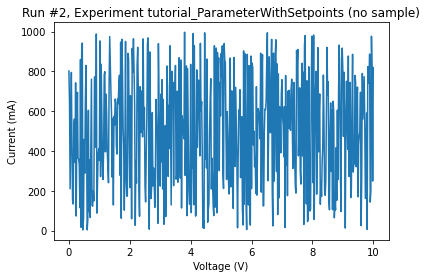 Run #2, Experiment tutorial_ParameterWithSetpoints (no sample)
1000
800
600
400
200
0
Current (mA)
0 2 4 6 8 10
Voltage (V)